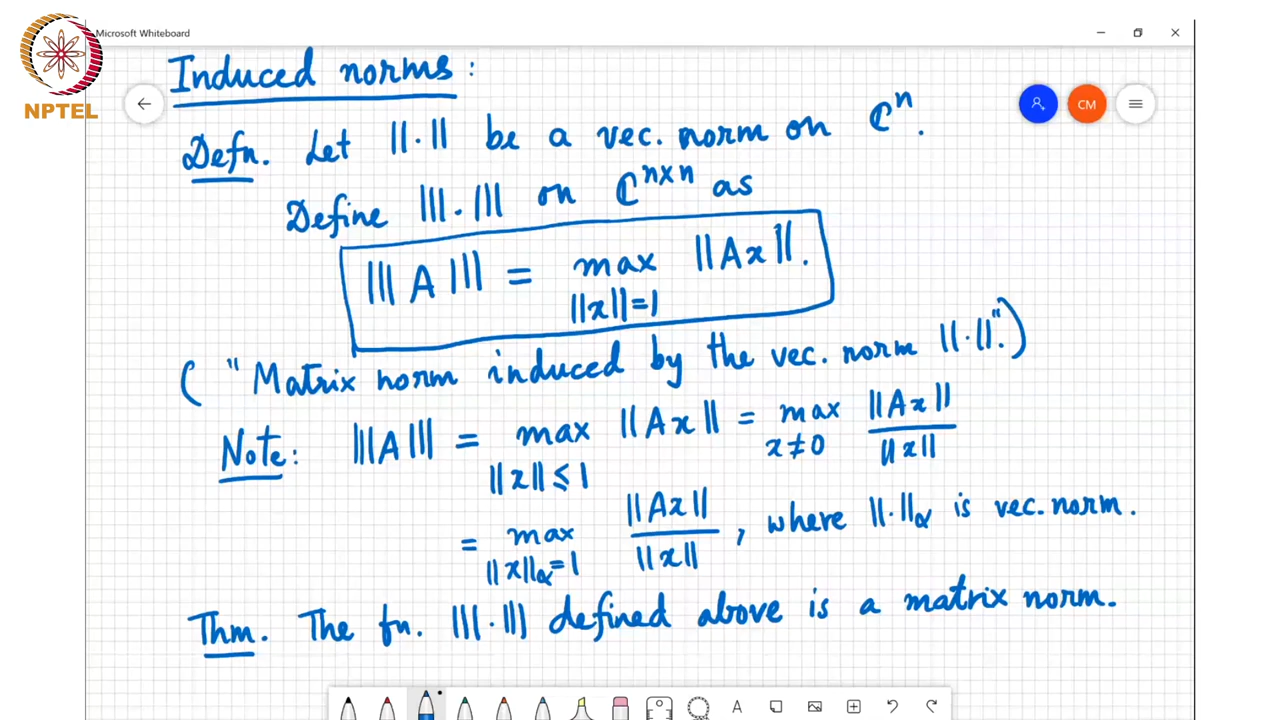 Microsoft Whiteboard
NPTEL
CM
Induced norms:
Defn. Let ||·|| be a vec. norm on ℂⁿ.
Define |||·||| on ℂⁿˣⁿ as
|||A||| = max ||x||=1 ||Ax||.
( "Matrix norm induced by the vec. norm ||·||.")
Note: |||A||| = max ||x||≤1 ||Ax|| = max x≠0 ||Ax|| / ||x||
= max ||x||α=1 ||Ax|| / ||x|| , where ||·||α is vec. norm.
Thm. The fn. |||·||| defined above is a matrix norm.
A